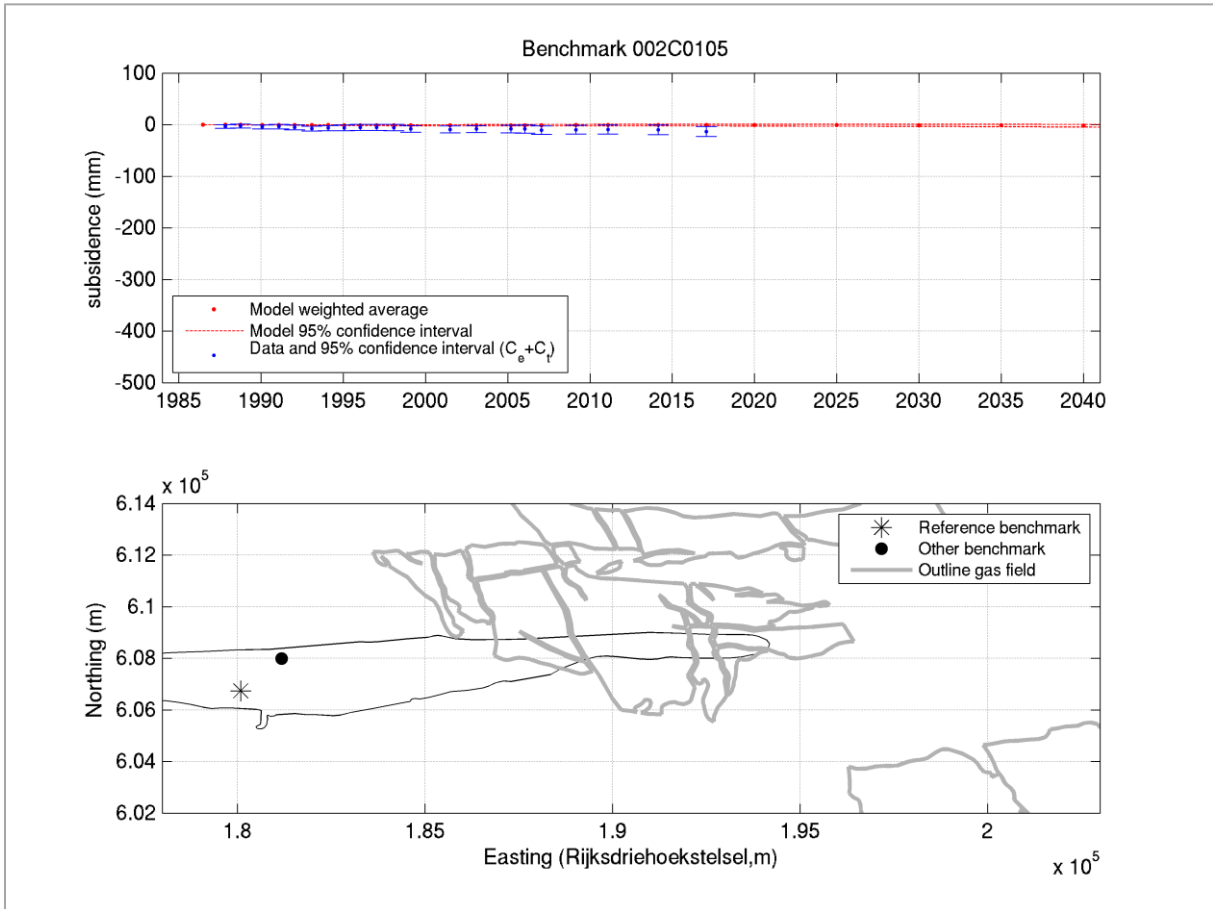 Benchmark 002C0105
100
0
-100
-200
-300
-400
-500
subsidence (mm)
Model weighted average
Model 95% confidence interval
Data and 95% confidence interval (C_e+C_t)
1985 1990 1995 2000 2005 2010 2015 2020 2025 2030 2035 2040
x 10^5
6.14
6.12
6.1
6.08
6.06
6.04
6.02
Northing (m)
Reference benchmark
Other benchmark
Outline gas field
1.8 1.85 1.9 1.95 2
Easting (Rijksdriehoekstelsel,m)
x 10^5